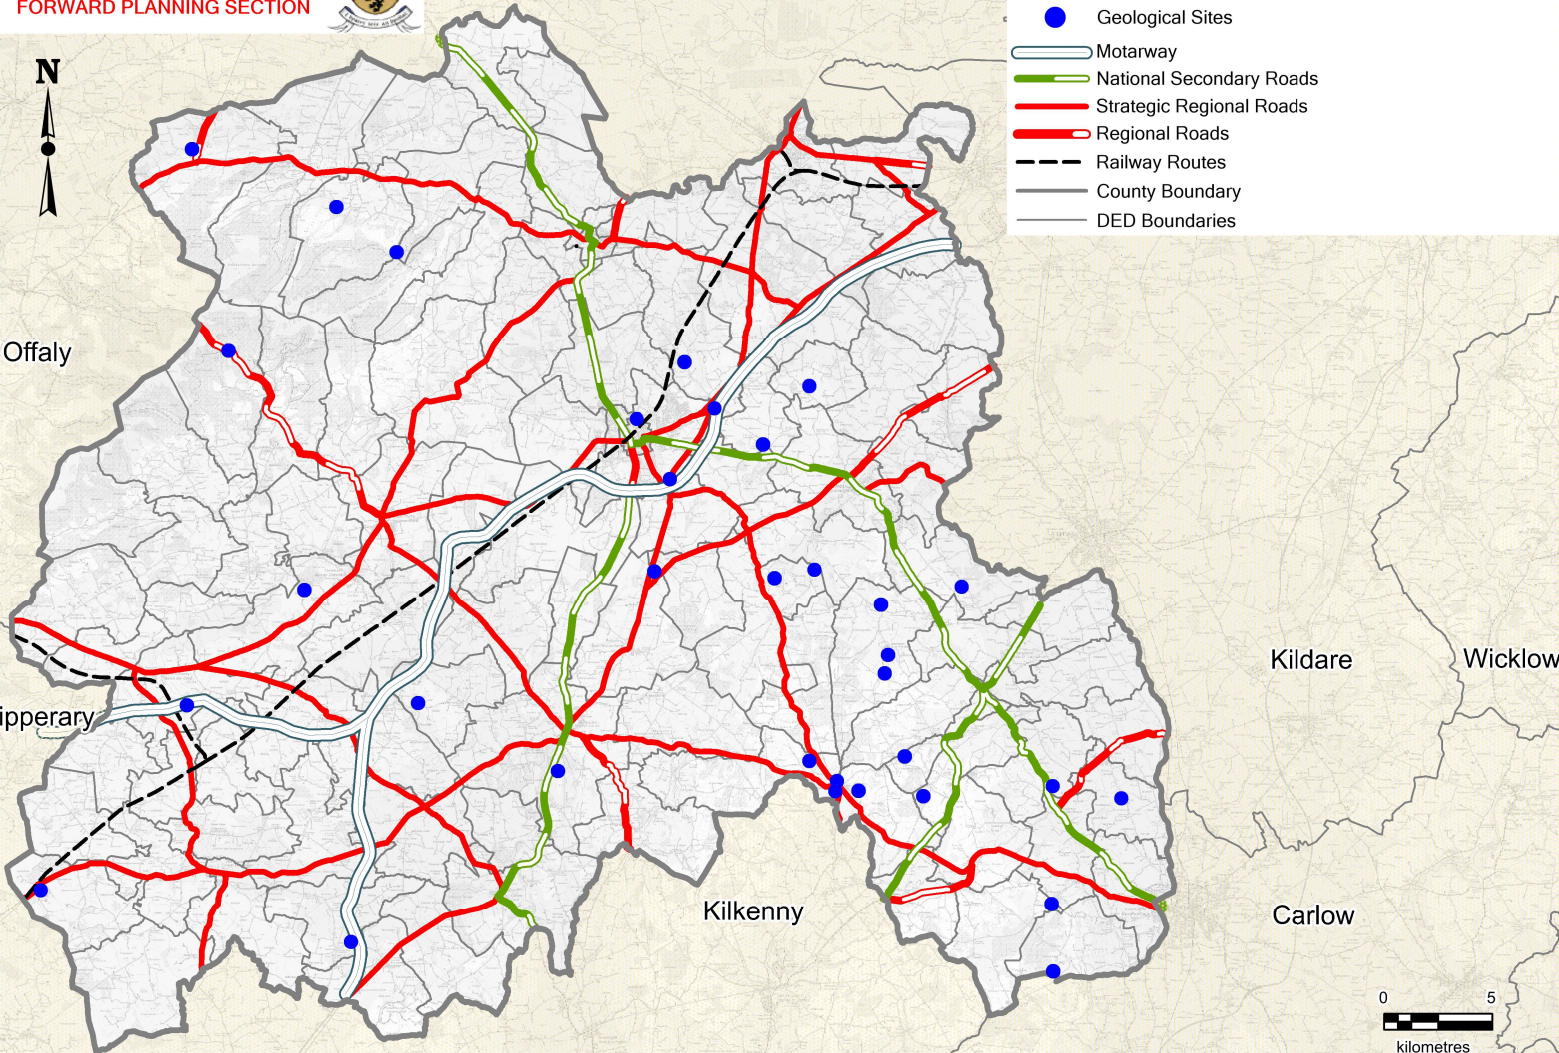 FORWARD PLANNING SECTION
N
Geological Sites
Motarway
National Secondary Roads
Strategic Regional Roads
Regional Roads
Railway Routes
County Boundary
DED Boundaries
Offaly
Kildare
Wicklow
ipperary
Kilkenny
Carlow
0 5
kilometres